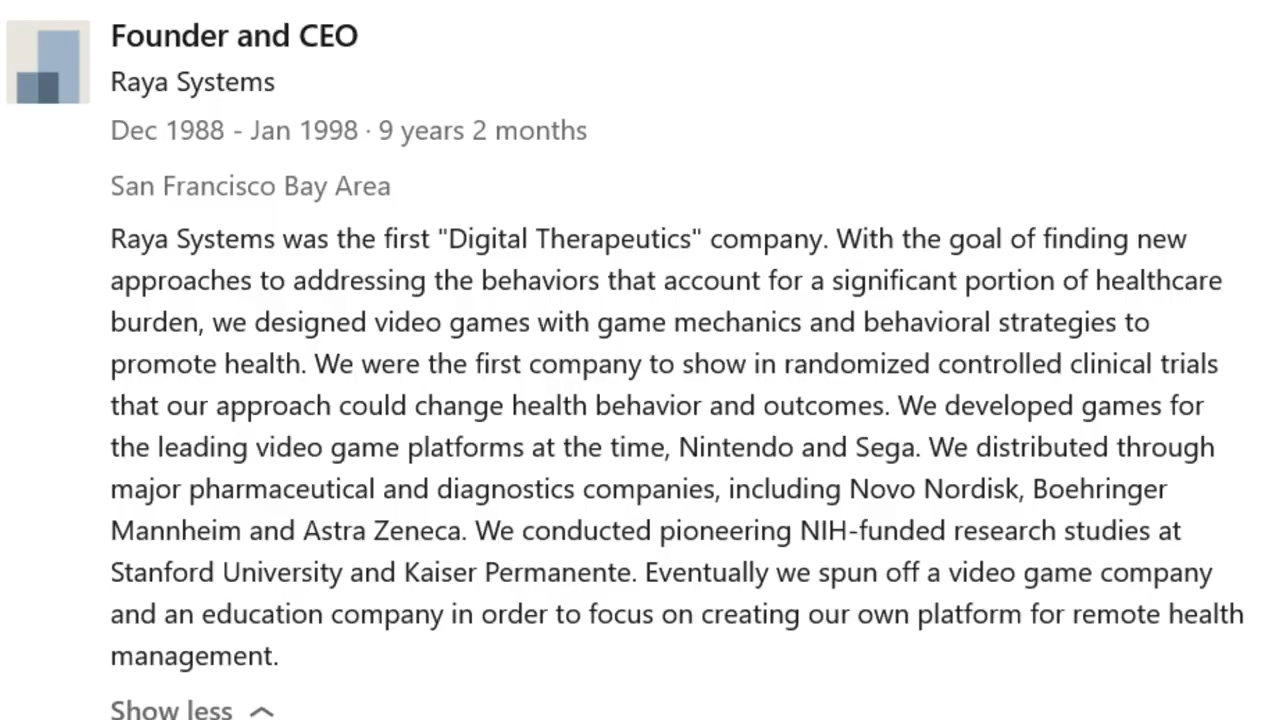 Founder and CEO
Raya Systems
Dec 1988 - Jan 1998 · 9 years 2 months
San Francisco Bay Area
Raya Systems was the first "Digital Therapeutics" company. With the goal of finding new
approaches to addressing the behaviors that account for a significant portion of healthcare
burden, we designed video games with game mechanics and behavioral strategies to
promote health. We were the first company to show in randomized controlled clinical trials
that our approach could change health behavior and outcomes. We developed games for
the leading video game platforms at the time, Nintendo and Sega. We distributed through
major pharmaceutical and diagnostics companies, including Novo Nordisk, Boehringer
Mannheim and Astra Zeneca. We conducted pioneering NIH-funded research studies at
Stanford University and Kaiser Permanente. Eventually we spun off a video game company
and an education company in order to focus on creating our own platform for remote health
management.
Show less